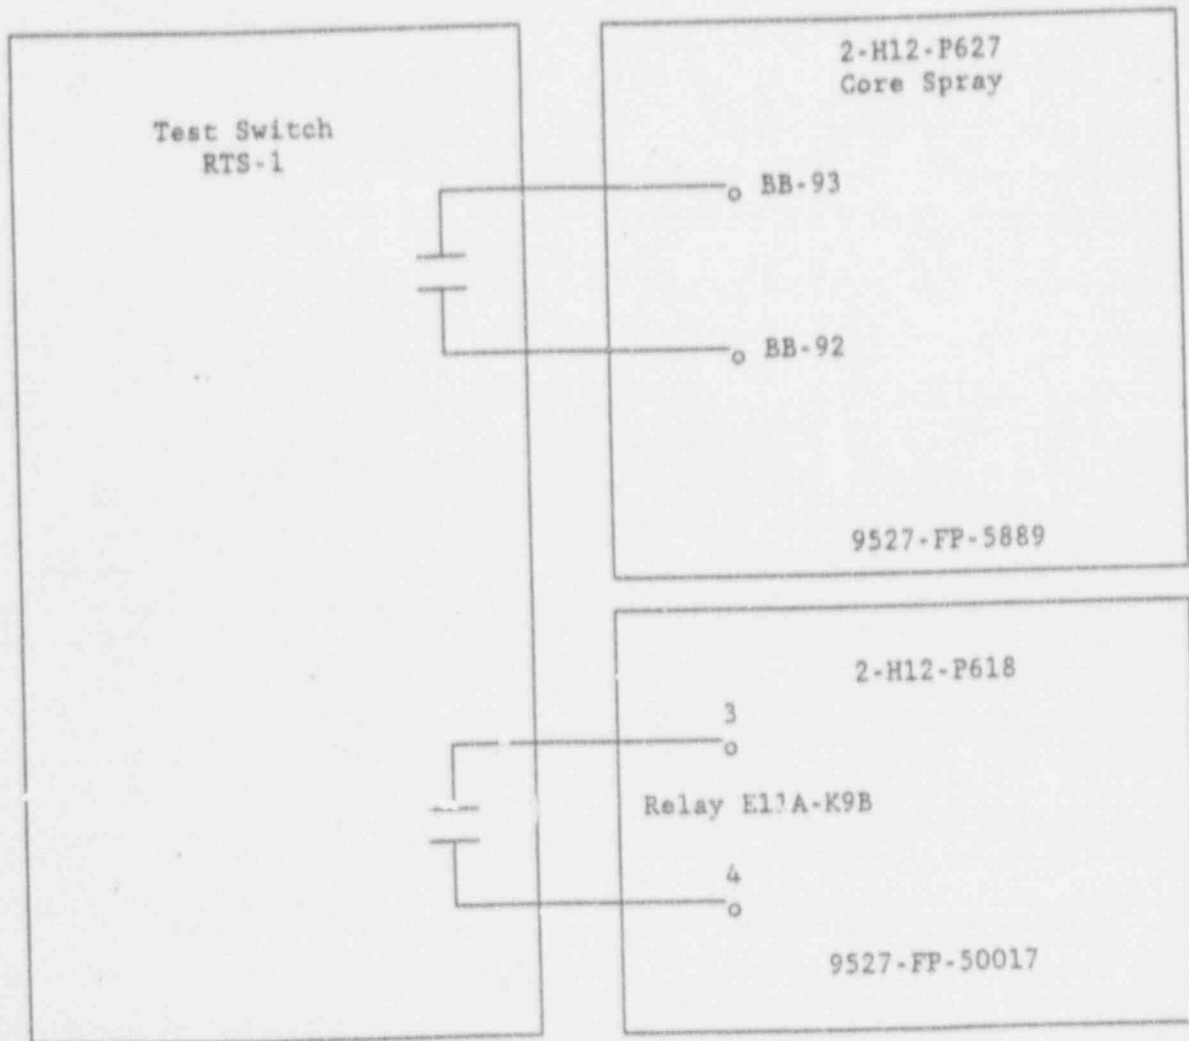 Test Switch
RTS-1
2-H12-P627
Core Spray
BB-93
BB-92
9527-FP-5889
2-H12-P618
3
Relay
4
9527-FP-50017